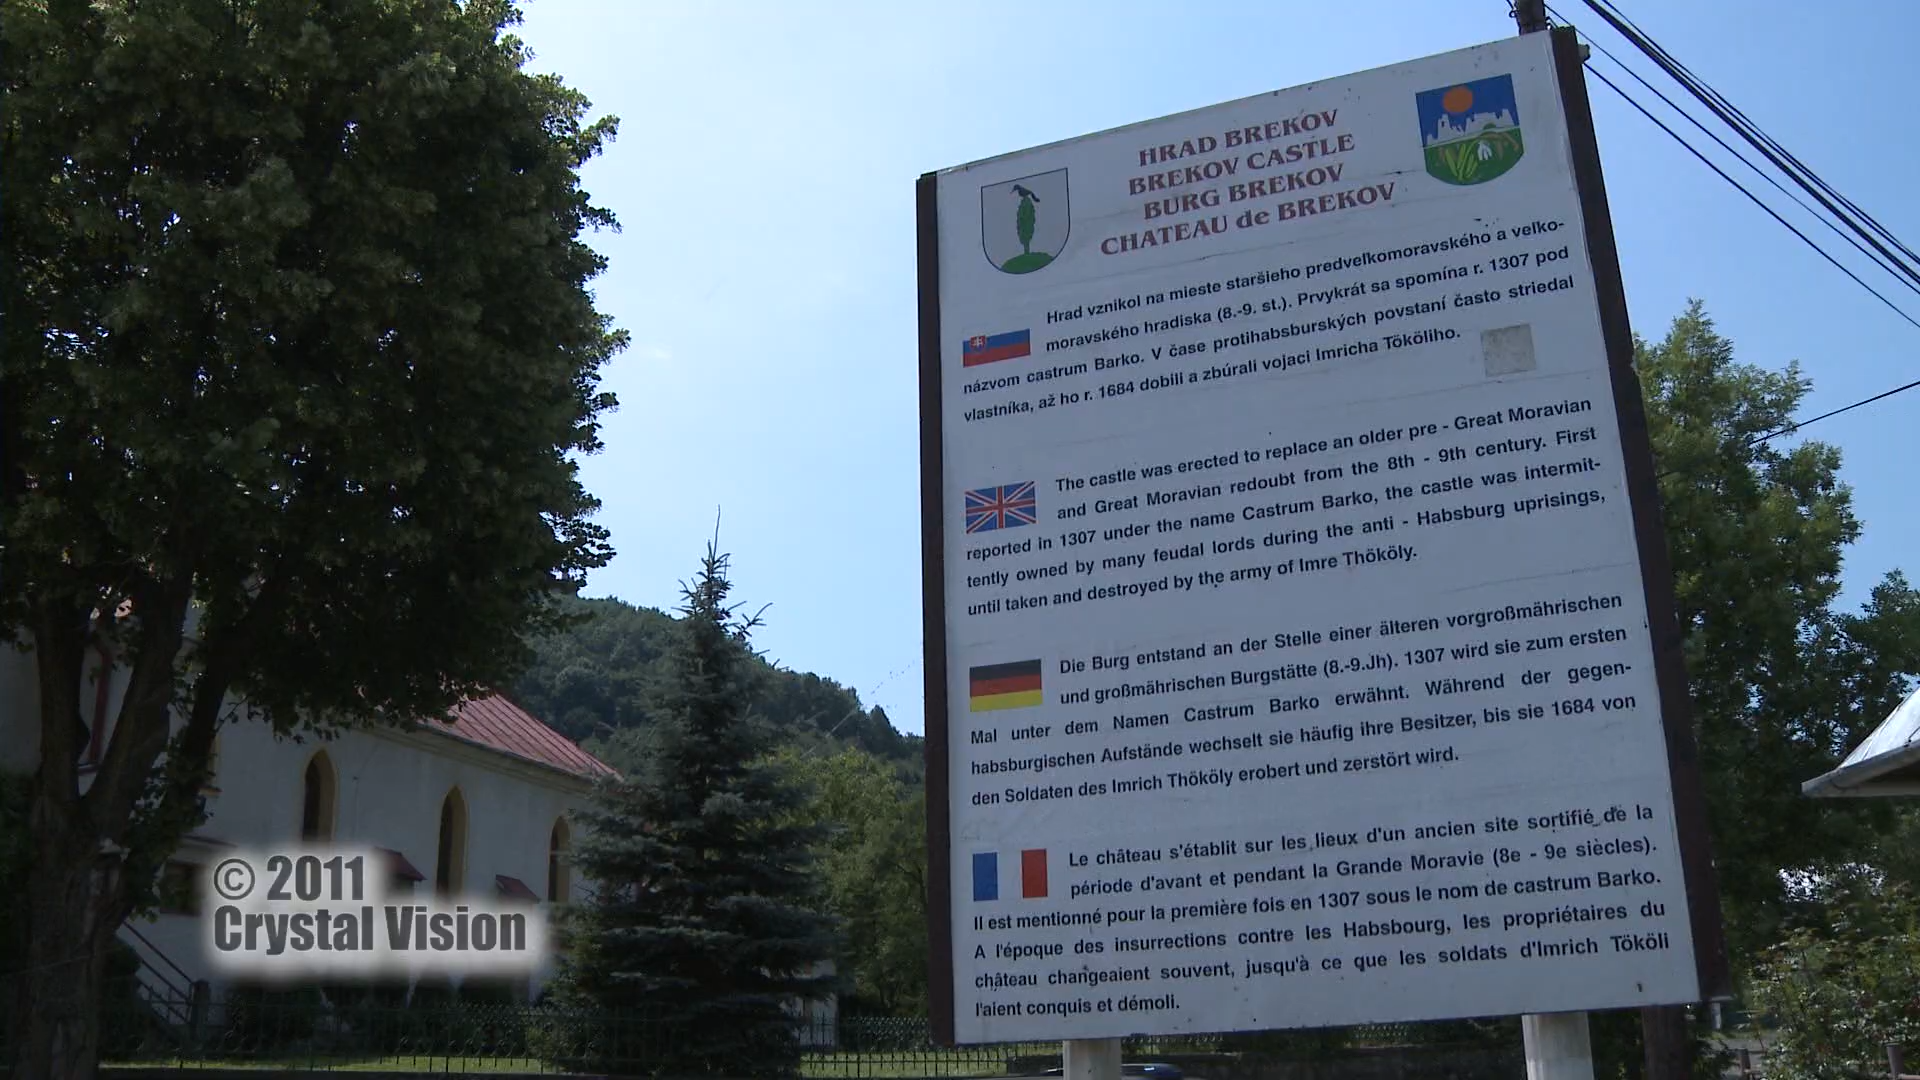 HRAD BREKOV
BREKOV CASTLE
BURG BREKOV
CHATEAU de BREKOV
Hrad vznikol na mieste staršieho predveľkomoravského a veľko-
moravského hradiska (8.-9. st.). Prvykrát sa spomína r. 1307 pod
názvom castrum Barko. V čase protihabsburských povstaní často striedal
vlastníka, až ho r. 1684 dobili a zbúrali vojaci Imricha Tököliho.
The castle was erected to replace an older pre - Great Moravian
and Great Moravian redoubt from the 8th - 9th century. First
reported in 1307 under the name Castrum Barko, the castle was intermit-
tently owned by many feudal lords during the anti - Habsburg uprisings,
until taken and destroyed by the army of Imre Thököly.
Die Burg entstand an der Stelle einer älteren vorgroßmährischen
und großmährischen Burgstätte (8.-9.Jh). 1307 wird sie zum ersten
Mal unter dem Namen Castrum Barko erwähnt. Während der gegen-
habsburgischen Aufstände wechselt sie häufig ihre Besitzer, bis sie 1684 von
den Soldaten des Imrich Thököly erobert und zerstört wird.
Le château s'établit sur les lieux d'un ancien site sortifié de la
période d'avant et pendant la Grande Moravie (8e - 9e siècles).
Il est mentionné pour la première fois en 1307 sous le nom de castrum Barko.
A l'époque des insurrections contre les Habsbourg, les propriétaires du
château changeaient souvent, jusqu'à ce que les soldats d'Imrich Tököli
l'aient conquis et démoli.
© 2011
Crystal Vision